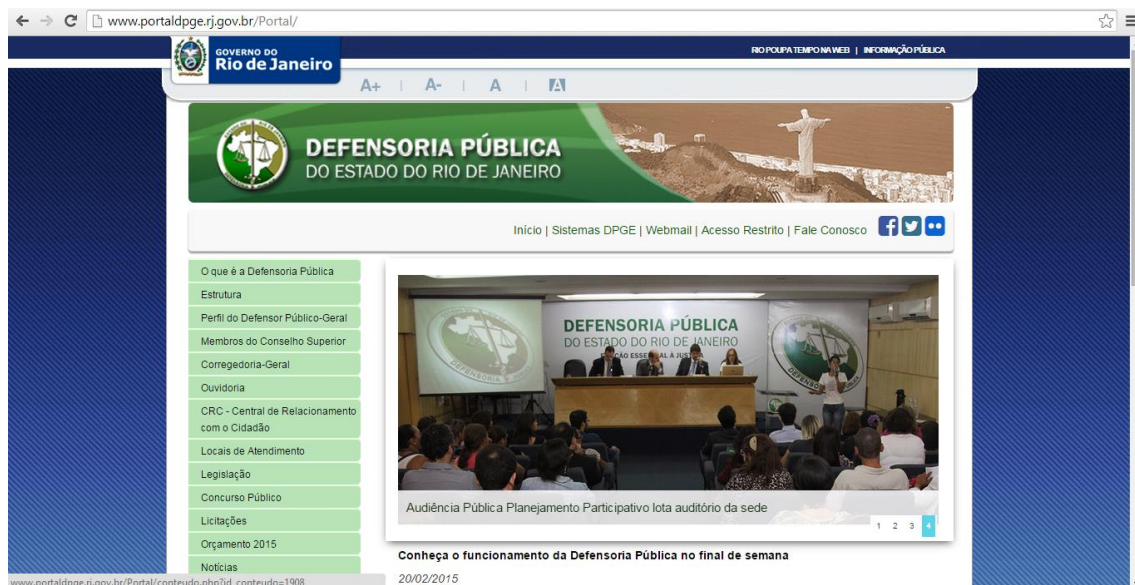 www.portaldpge.rj.gov.br/Portal/
GOVERNO DO
Rio de Janeiro
RIO POUPA TEMPO NA WEB | INFORMAÇÃO PÚBLICA
A+ | A- | A | A
DEFENSORIA PÚBLICA
DO ESTADO DO RIO DE JANEIRO
Início | Sistemas DPGE | Webmail | Acesso Restrito | Fale Conosco
O que é a Defensoria Pública
Estrutura
Perfil do Defensor Público-Geral
Membros do Conselho Superior
Corregedoria-Geral
Ouvidoria
CRC - Central de Relacionamento
com o Cidadão
Locais de Atendimento
Legislação
Concurso Público
Licitações
Orçamento 2015
Notícias
DEFENSORIA PÚBLICA
DO ESTADO DO RIO DE JANEIRO
DEFENSORIA
Audiência Pública Planejamento Participativo lota auditório da sede
1 2 3 4
Conheça o funcionamento da Defensoria Pública no final de semana
20/02/2015
www.portaldpge.rj.gov.br/Portal/conteudo.php?id_conteudo=1908